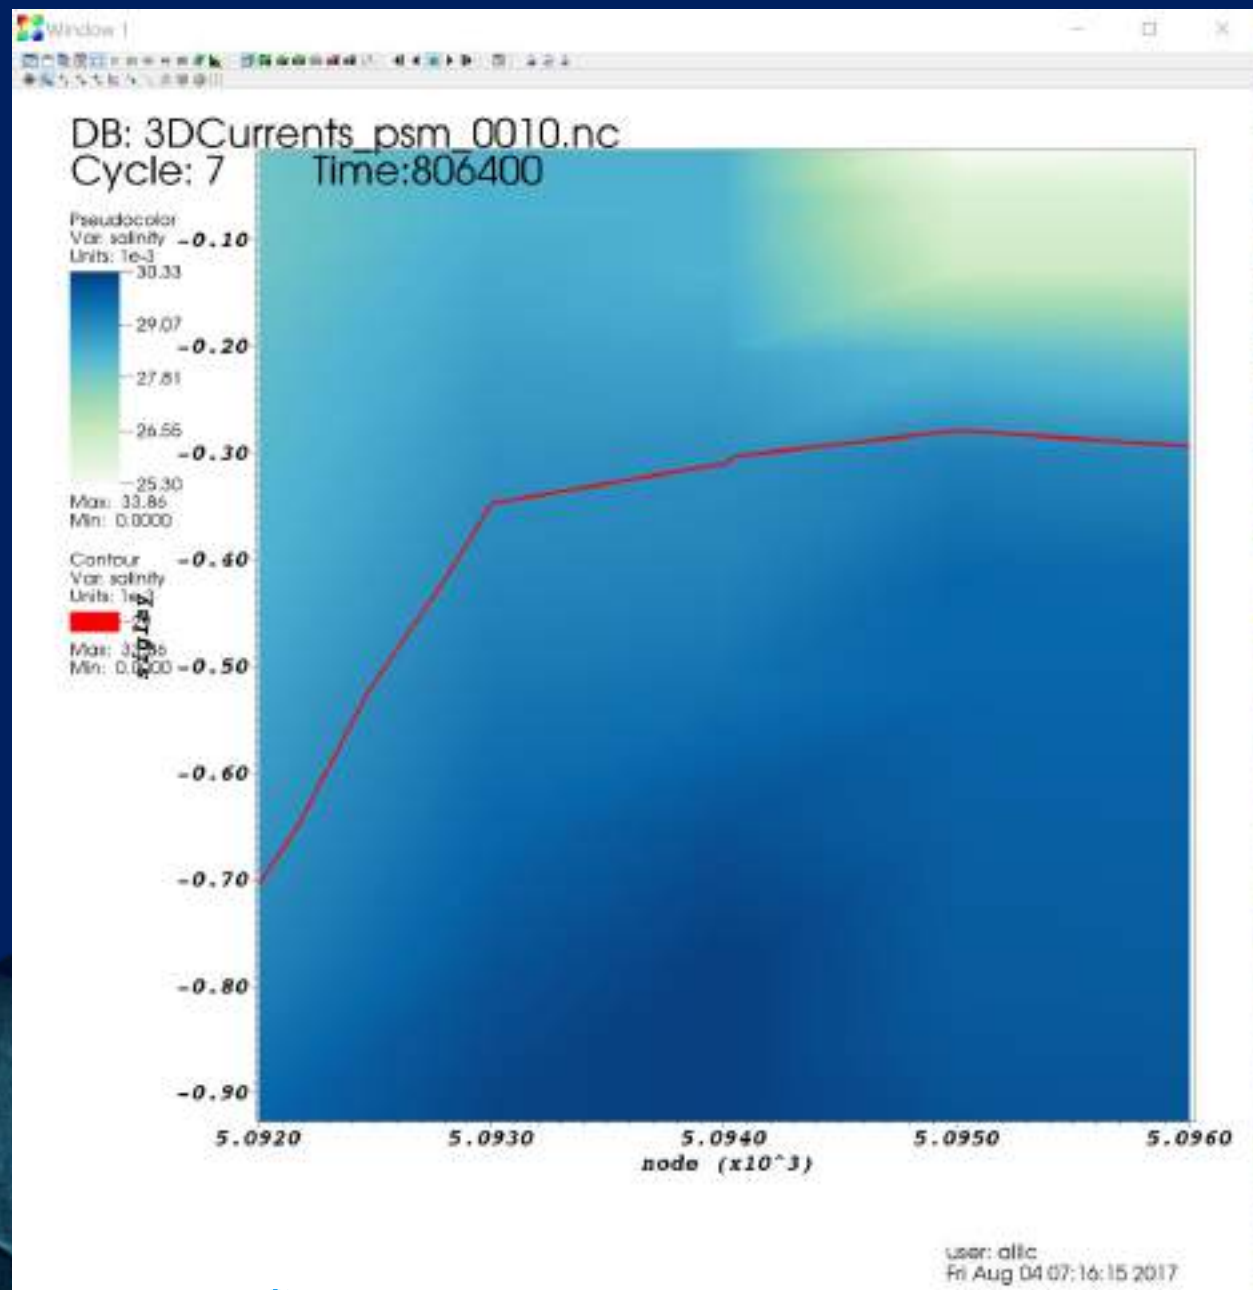 Window 1
DB: 3DCurrents_psm_0010.nc
Cycle: 7 Time:806400
Pseudocolor
Var: salinity
Units: 1e-3
30.33
29.07
27.81
26.55
25.30
Max: 33.86
Min: 0.0000
Contour
Var: salinity
Units:
Max:
Min:
-0.10
-0.20
-0.30
-0.40
-0.50
-0.60
-0.70
-0.80
-0.90
5.0920 5.0930 5.0940 5.0950 5.0960
node (x10^3)
user:
Fri Aug 04 07:16:15 2017